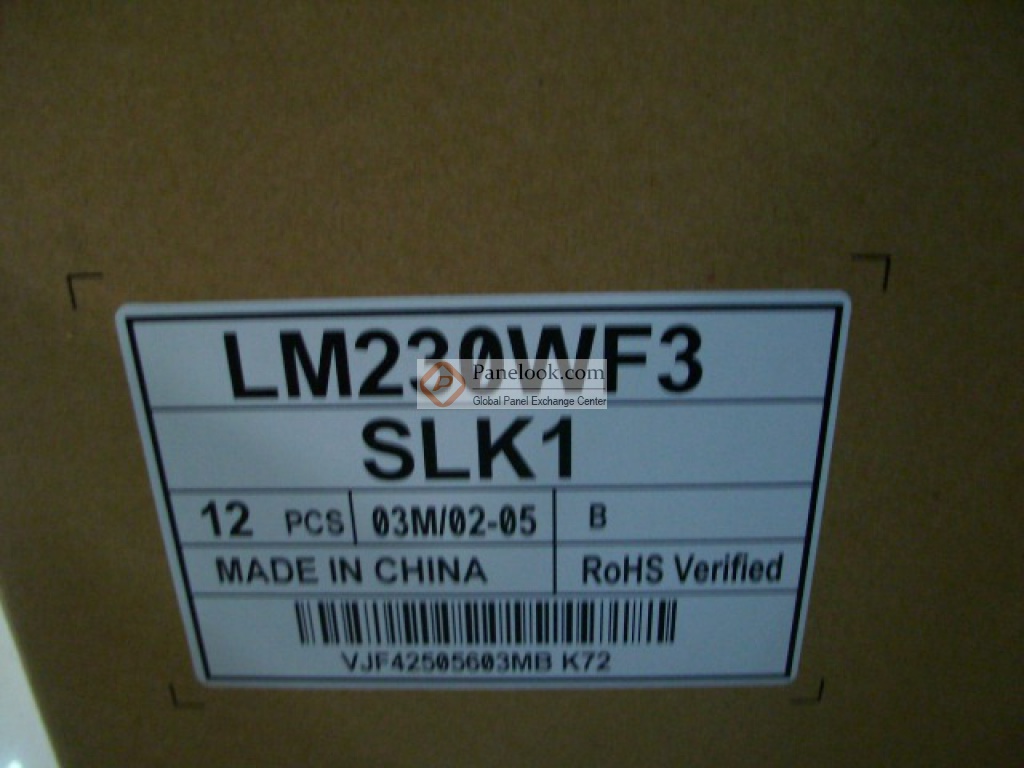 LM230WF3
Panelook.com
Global Panel Exchange Center
SLK1
12 PCS 03M/02-05 B
MADE IN CHINA RoHS Verified
VJF42505603MB K72